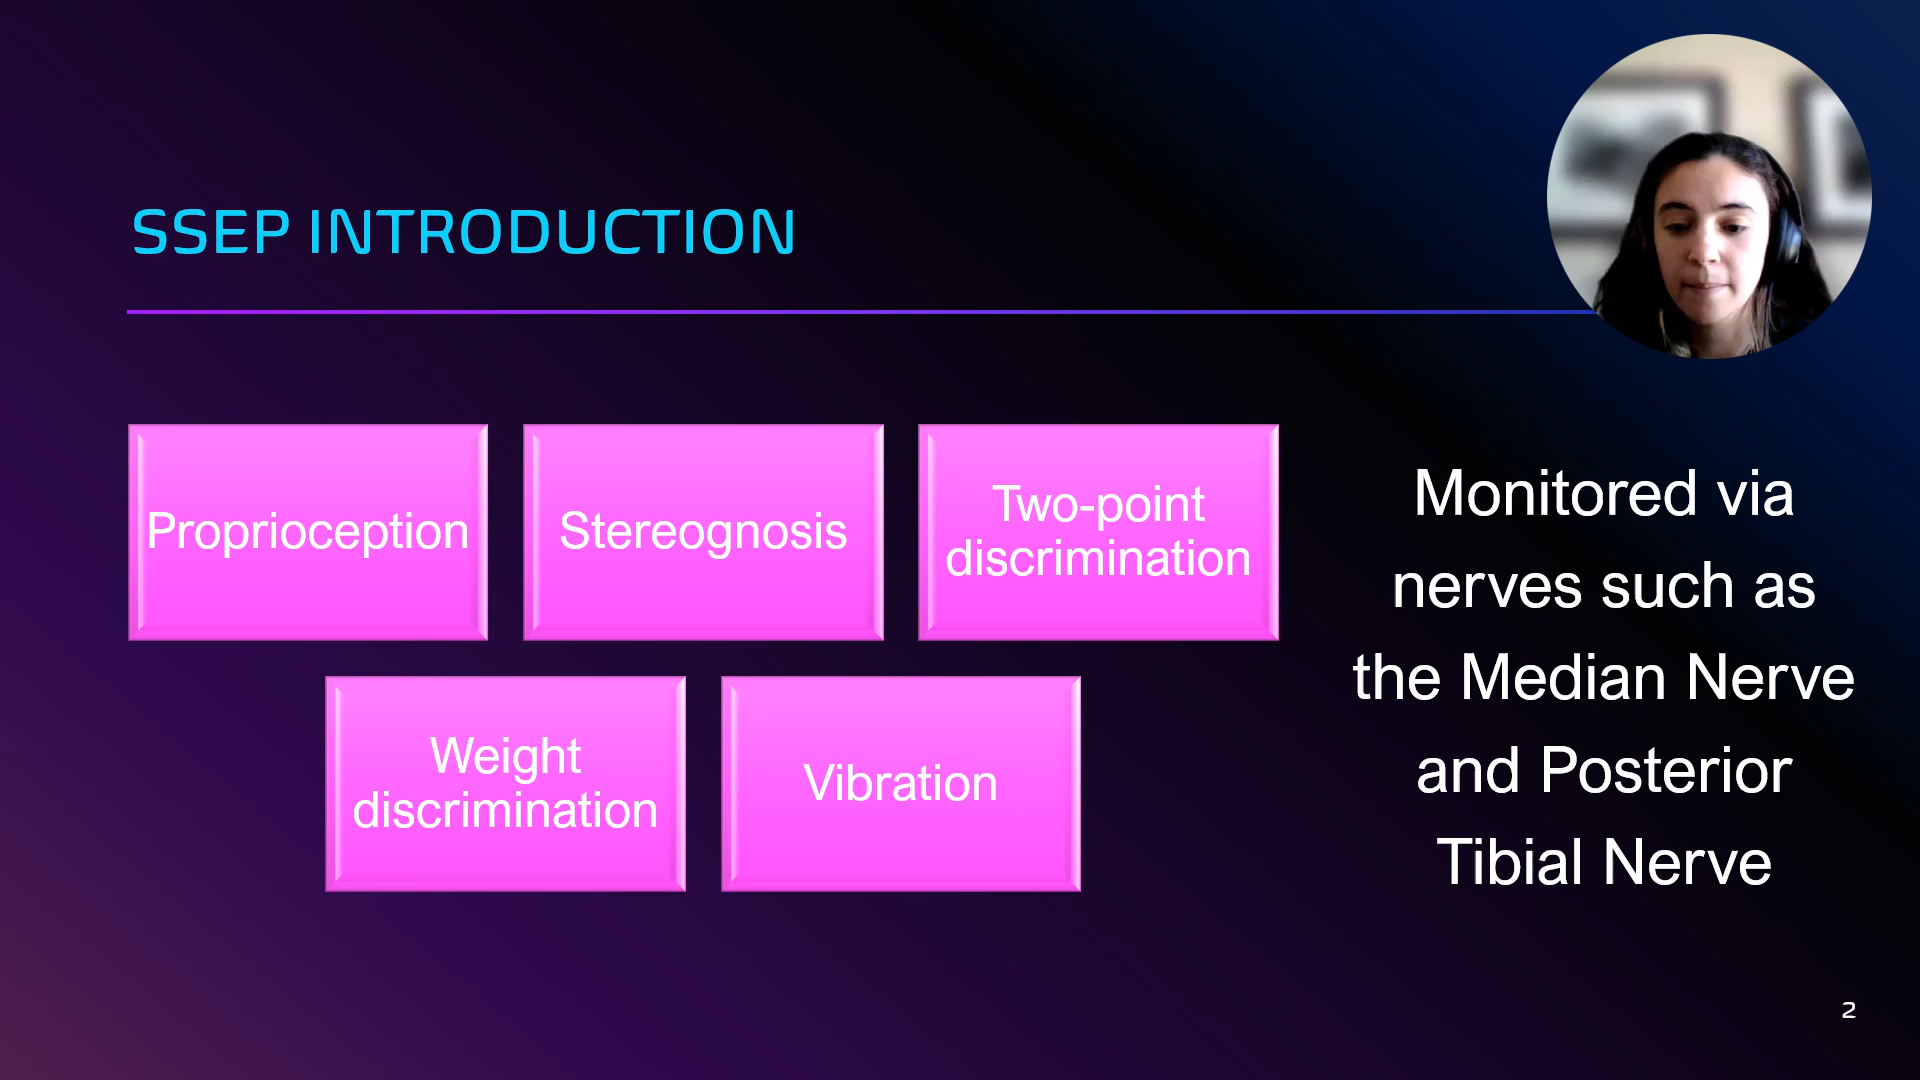 SSEP INTRODUCTION
Proprioception
Stereognosis
Two-point
discrimination
Weight
discrimination
Vibration
Monitored via
nerves such as
the Median Nerve
and Posterior
Tibial Nerve
2